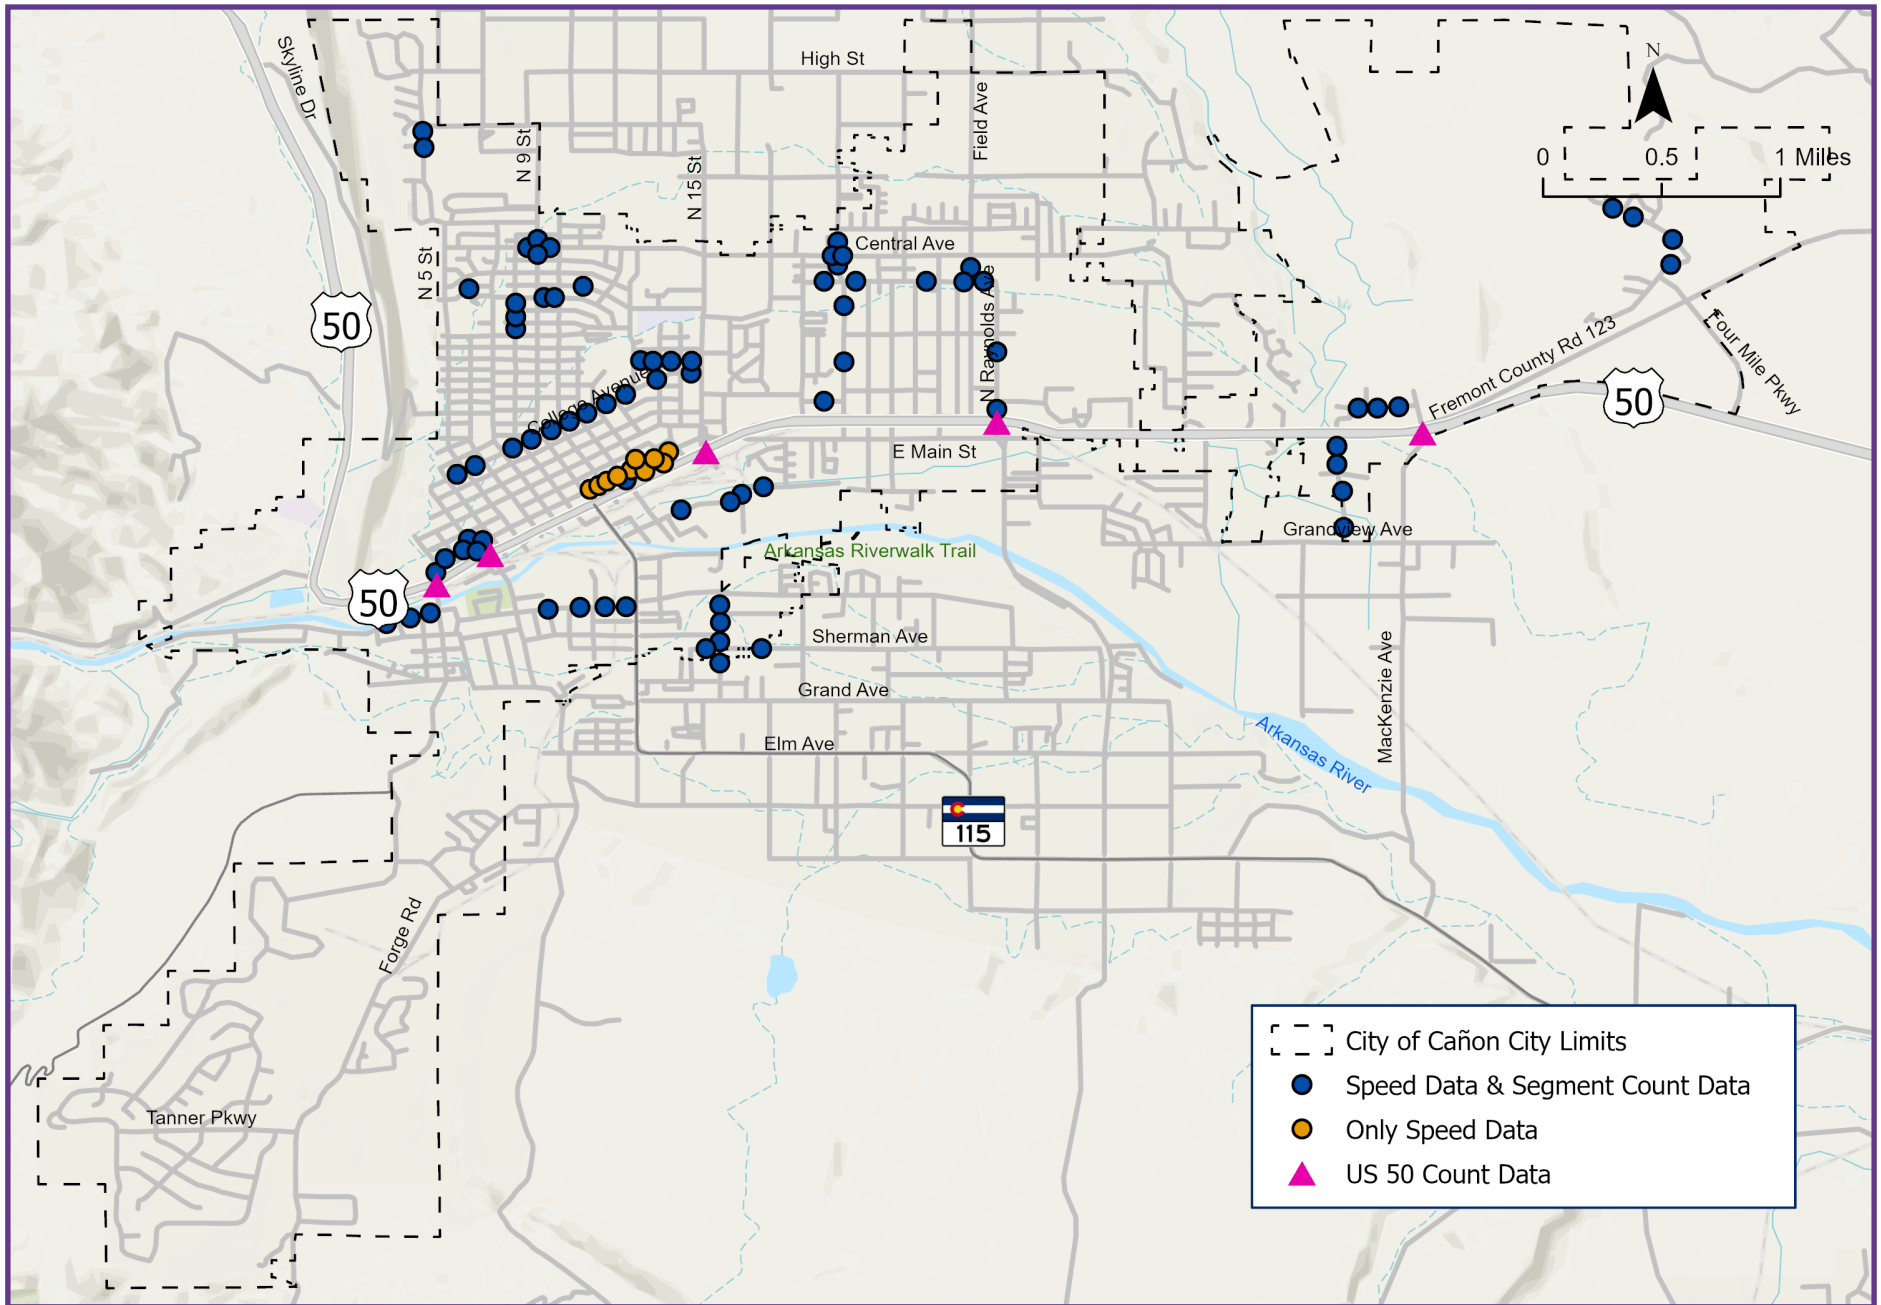 High St
Skyline Dr
N
Field Ave
N 9 St
0 0.5 1 Miles
N 15 St
Central Ave
N 5 St
50
N Raynolds Ave
Fremont County Rd 123
Four Mile Pkwy
College Avenue
50
E Main St
Grandview Ave
Arkansas Riverwalk Trail
50
Sherman Ave
MacKenzie Ave
Grand Ave
Elm Ave
Arkansas River
115
Forge Rd
Tanner Pkwy
City of Cañon City Limits
Speed Data & Segment Count Data
Only Speed Data
US 50 Count Data